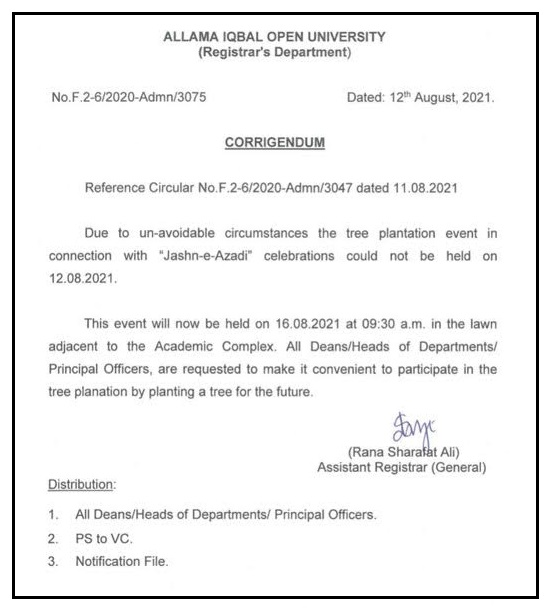 ALLAMA IQBAL OPEN UNIVERSITY
(Registrar's Department)
No.F.2-6/2020-Admn/3075 Dated: 12th August, 2021.
CORRIGENDUM
Reference Circular No.F.2-6/2020-Admn/3047 dated 11.08.2021
Due to un-avoidable circumstances the tree plantation event in
connection with “Jashn-e-Azadi” celebrations could not be held on
12.08.2021.
This event will now be held on 16.08.2021 at 09:30 a.m. in the lawn
adjacent to the Academic Complex. All Deans/Heads of Departments/
Principal Officers, are requested to make it convenient to participate in the
tree planation by planting a tree for the future.
(Rana Sharafat Ali)
Assistant Registrar (General)
Distribution:
1. All Deans/Heads of Departments/ Principal Officers.
2. PS to VC.
3. Notification File.